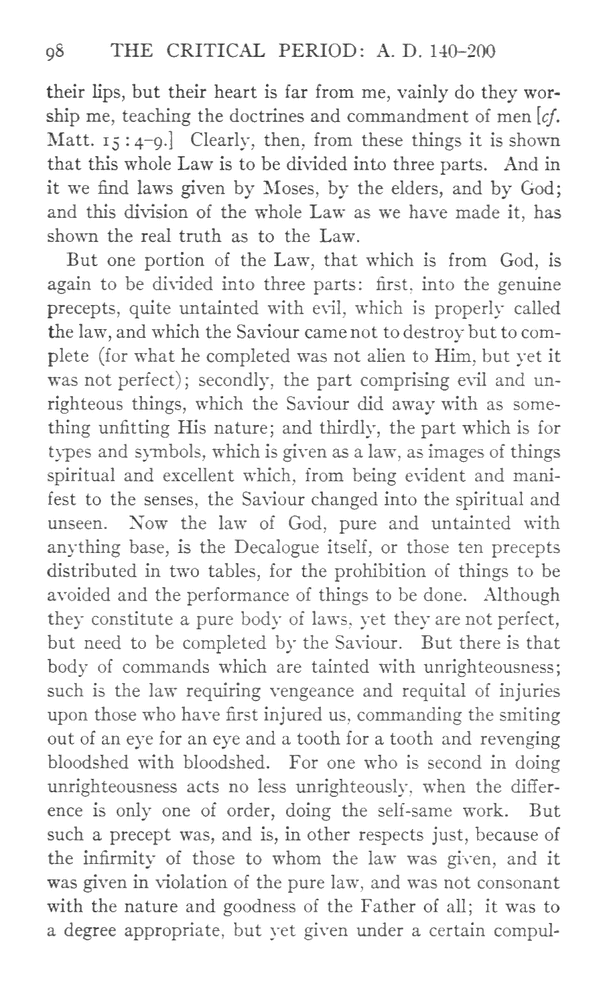 98 THE CRITICAL PERIOD: A. D. 140–200
their lips, but their heart is far from me, vainly do they wor-
ship me, teaching the doctrines and commandment of men [cf.
Matt. 15 : 4–9.] Clearly, then, from these things it is shown
that this whole Law is to be divided into three parts. And in
it we find laws given by Moses, by the elders, and by God;
and this division of the whole Law as we have made it, has
shown the real truth as to the Law.
But one portion of the Law, that which is from God, is
again to be divided into three parts: first, into the genuine
precepts, quite untainted with evil, which is properly called
the law, and which the Saviour came not to destroy but to com-
plete (for what he completed was not alien to Him, but yet it
was not perfect); secondly, the part comprising evil and un-
righteous things, which the Saviour did away with as some-
thing unfitting His nature; and thirdly, the part which is for
types and symbols, which is given as a law, as images of things
spiritual and excellent which, from being evident and mani-
fest to the senses, the Saviour changed into the spiritual and
unseen. Now the law of God, pure and untainted with
anything base, is the Decalogue itself, or those ten precepts
distributed in two tables, for the prohibition of things to be
avoided and the performance of things to be done. Although
they constitute a pure body of laws, yet they are not perfect,
but need to be completed by the Saviour. But there is that
body of commands which are tainted with unrighteousness;
such is the law requiring vengeance and requital of injuries
upon those who have first injured us, commanding the smiting
out of an eye for an eye and a tooth for a tooth and revenging
bloodshed with bloodshed. For one who is second in doing
unrighteousness acts no less unrighteously, when the differ-
ence is only one of order, doing the self-same work. But
such a precept was, and is, in other respects just, because of
the infirmity of those to whom the law was given, and it
was given in violation of the pure law, and was not consonant
with the nature and goodness of the Father of all; it was to
a degree appropriate, but yet given under a certain compul-